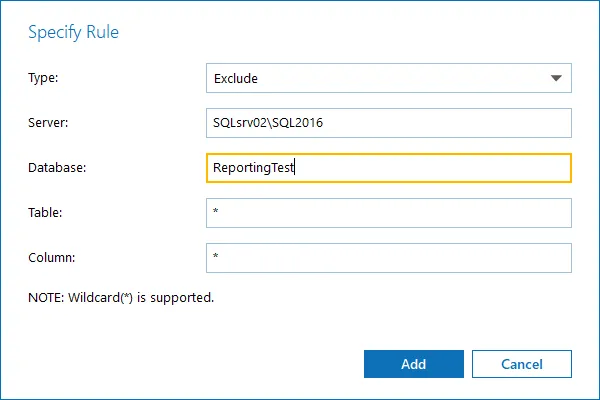 Specify Rule
Type: Exclude
Server: SQLsrv02\SQL2016
Database: ReportingTest
Table: *
Column: *
NOTE: Wildcard(*) is supported.
Add Cancel